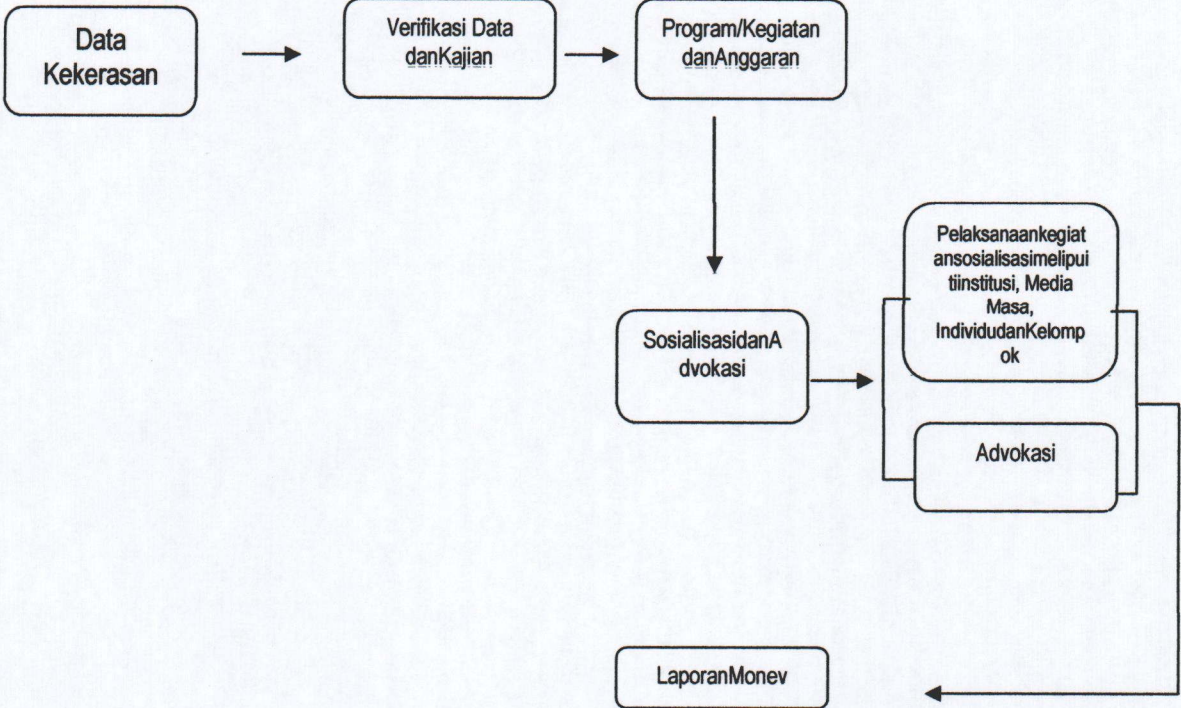 Data
Kekerasan
Verifikasi Data
danKajian
Program/Kegiatan
danAnggaran
SosialisasidanA
dvokasi
Pelaksanaankegiat
ansosialisasimelipui
tiinstitusi, Media
Masa,
IndividudanKelomp
ok
Advokasi
LaporanMonev